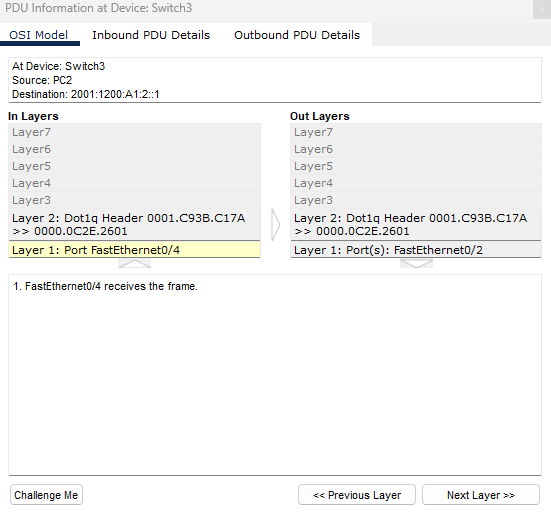 PDU Information at Device: Switch3
x
OSI Model Inbound PDU Details Outbound PDU Details
At Device: Switch3
Source: PC2
Destination: 2001:1200:A1:2::1
In Layers
Layer7
Layer6
Layer5
Layer4
Layer3
Layer 2: Dot1q Header 0001.C93B.C17A
>> 0000.0C2E.2601
Layer 1: Port FastEthernet0/4
Out Layers
Layer7
Layer6
Layer5
Layer4
Layer3
Layer 2: Dot1q Header 0001.C93B.C17A
>> 0000.0C2E.2601
Layer 1: Port(s): FastEthernet0/2
1. FastEthernet0/4 receives the frame.
Challenge Me << Previous Layer Next Layer >>